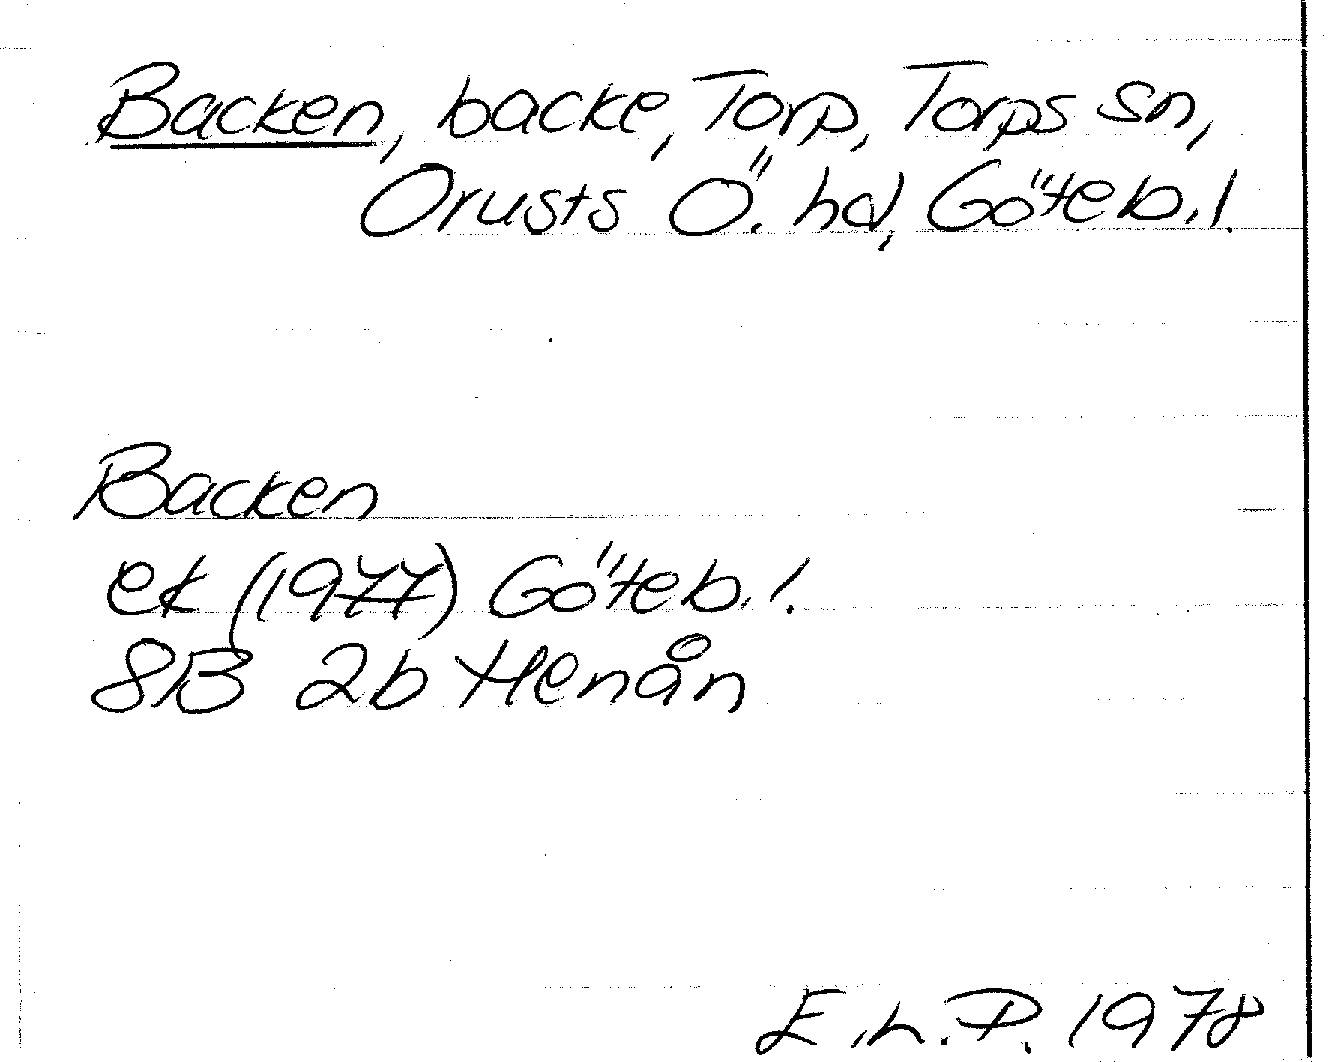 Backen, backe, Torp, Torps sn,
Orusts Ö. hd, Göteb. l.
Backen
ek (1977) Göteb. l.
8B 2b Henån
E.L.P. 1978